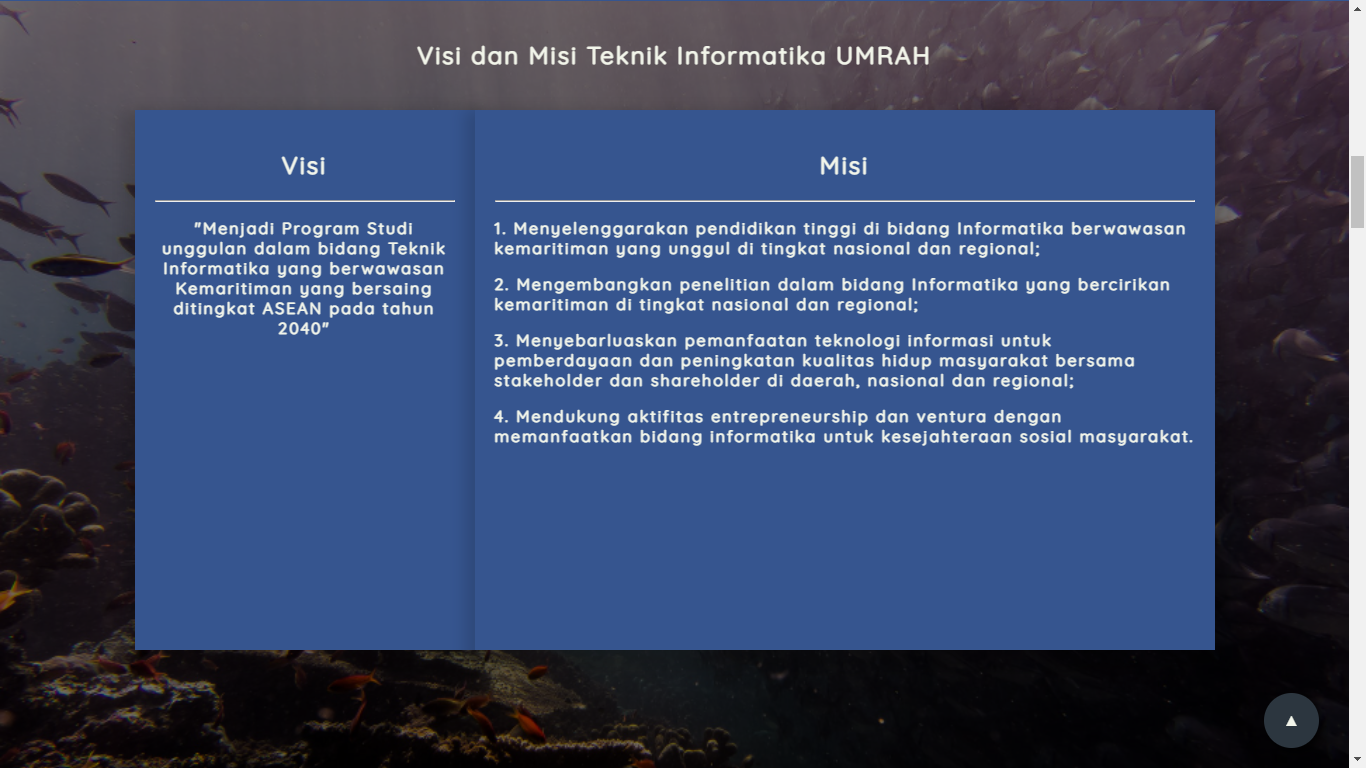 Visi dan Misi Teknik Informatika UMRAH
Visi
"Menjadi Program Studi
unggulan dalam bidang Teknik
Informatika yang berwawasan
Kemaritiman yang bersaing
ditingkat ASEAN pada tahun
2040"
Misi
1. Menyelenggarakan pendidikan tinggi di bidang Informatika berwawasan
kemaritiman yang unggul di tingkat nasional dan regional;
2. Mengembangkan penelitian dalam bidang Informatika yang bercirikan
kemaritiman di tingkat nasional dan regional;
3. Menyebarluaskan pemanfaatan teknologi informasi untuk
pemberdayaan dan peningkatan kualitas hidup masyarakat bersama
stakeholder dan shareholder di daerah, nasional dan regional;
4. Mendukung aktifitas entrepreneurship dan ventura dengan
memanfaatkan bidang informatika untuk kesejahteraan sosial masyarakat.